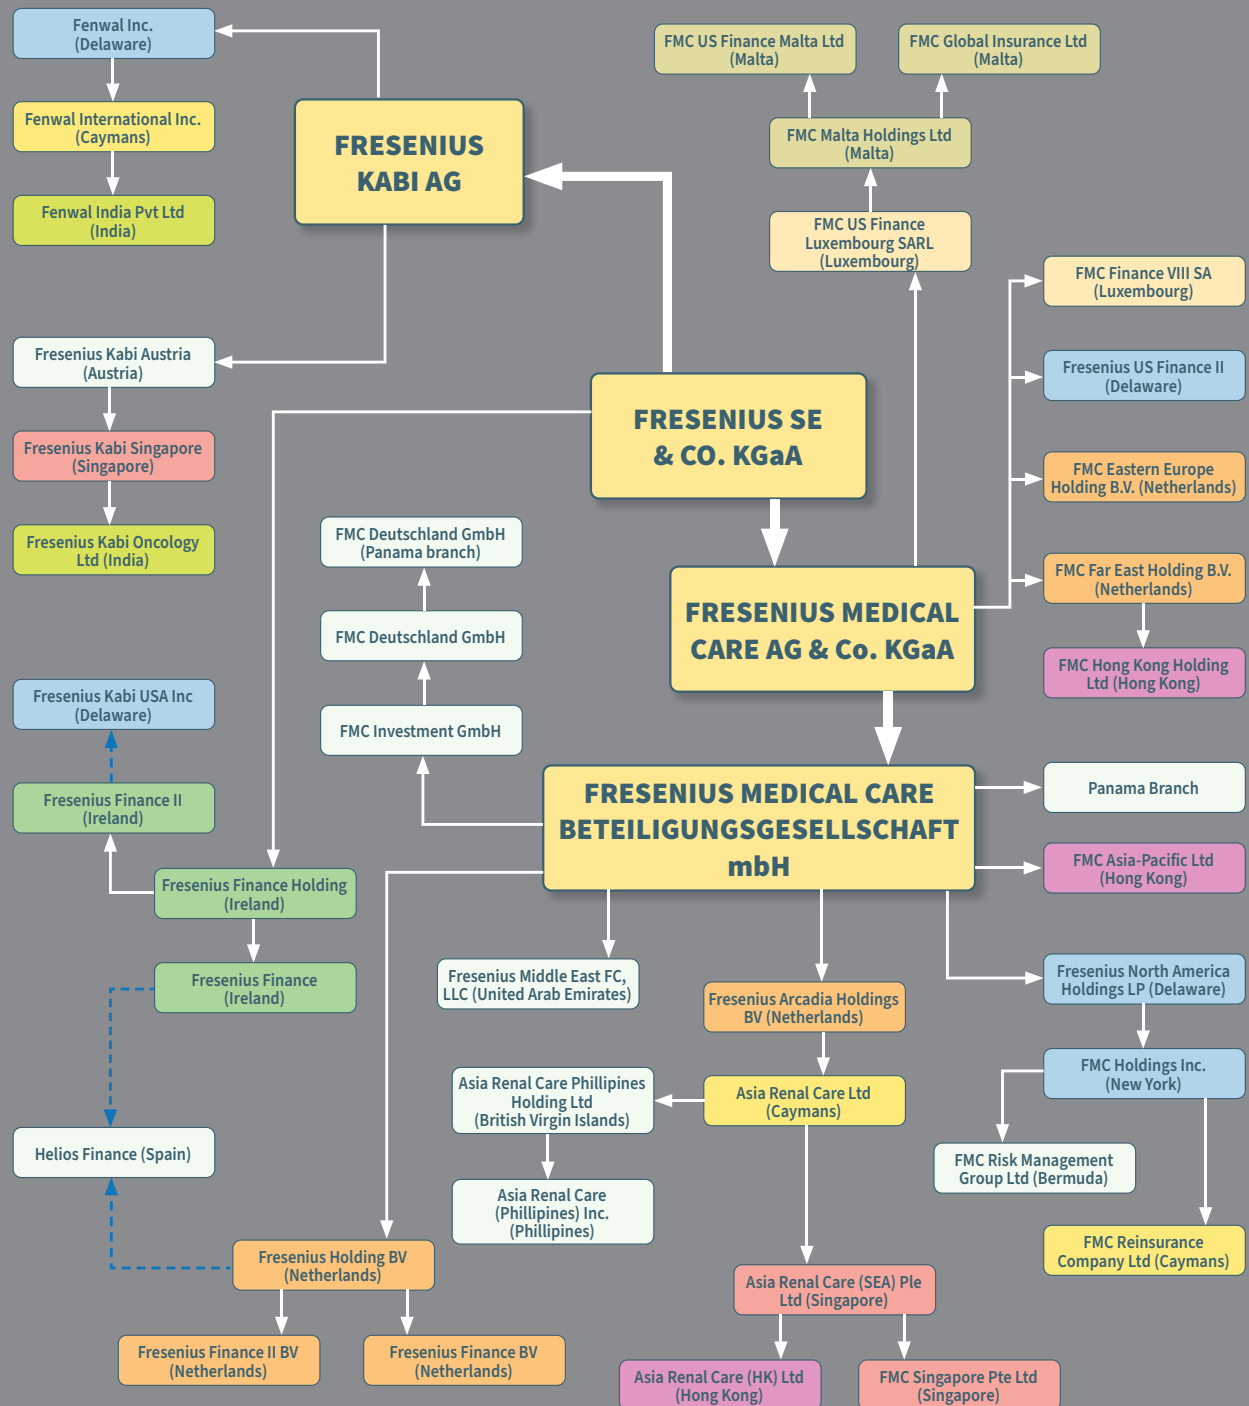 Fenwal Inc.
(Delaware)
Fenwal International Inc.
(Caymans)
Fenwal India Pvt Ltd
(India)
FRESENIUS
KABI AG
FMC US Finance Malta Ltd
(Malta)
FMC Global Insurance Ltd
(Malta)
FMC Malta Holdings Ltd
(Malta)
FMC US Finance
Luxembourg SARL
(Luxembourg)
FMC Finance VIII SA
(Luxembourg)
Fresenius US Finance II
(Delaware)
FMC Eastern Europe
Holding B.V. (Netherlands)
FMC Far East Holding B.V.
(Netherlands)
FMC Hong Kong Holding
Ltd (Hong Kong)
Fresenius Kabi Austria
(Austria)
Fresenius Kabi Singapore
(Singapore)
Fresenius Kabi Oncology
Ltd (India)
FRESENIUS SE
& CO. KGaA
FRESENIUS MEDICAL
CARE AG & Co. KGaA
FMC Deutschland GmbH
(Panama branch)
FMC Deutschland GmbH
FMC Investment GmbH
Fresenius Kabi USA Inc
(Delaware)
Fresenius Finance II
(Ireland)
Fresenius Finance Holding
(Ireland)
Fresenius Finance
(Ireland)
FRESENIUS MEDICAL CARE
BETEILIGUNGSGESELLSCHAFT
mbH
Panama Branch
FMC Asia-Pacific Ltd
(Hong Kong)
Fresenius North America
Holdings LP (Delaware)
FMC Holdings Inc.
(New York)
FMC Risk Management
Group Ltd (Bermuda)
FMC Reinsurance
Company Ltd (Caymans)
Fresenius Middle East FC,
LLC (United Arab Emirates)
Fresenius Arcadia Holdings
BV (Netherlands)
Asia Renal Care Ltd
(Caymans)
Asia Renal Care Phillipines
Holding Ltd
(British Virgin Islands)
Asia Renal Care
(Phillipines) Inc.
(Phillipines)
Helios Finance (Spain)
Fresenius Holding BV
(Netherlands)
Fresenius Finance II BV
(Netherlands)
Fresenius Finance BV
(Netherlands)
Asia Renal Care (SEA) Ple
Ltd (Singapore)
Asia Renal Care (HK) Ltd
(Hong Kong)
FMC Singapore Pte Ltd
(Singapore)